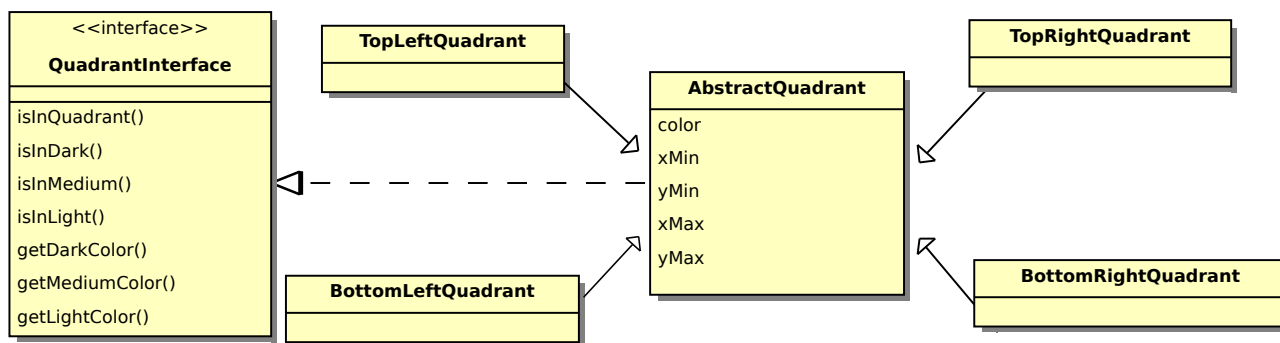 <<interface>>
QuadrantInterface
isInQuadrant()
isInDark()
isInMedium()
isInLight()
getDarkColor()
getMediumColor()
getLightColor()
TopLeftQuadrant
BottomLeftQuadrant
AbstractQuadrant
color
xMin
yMin
xMax
yMax
TopRightQuadrant
BottomRightQuadrant